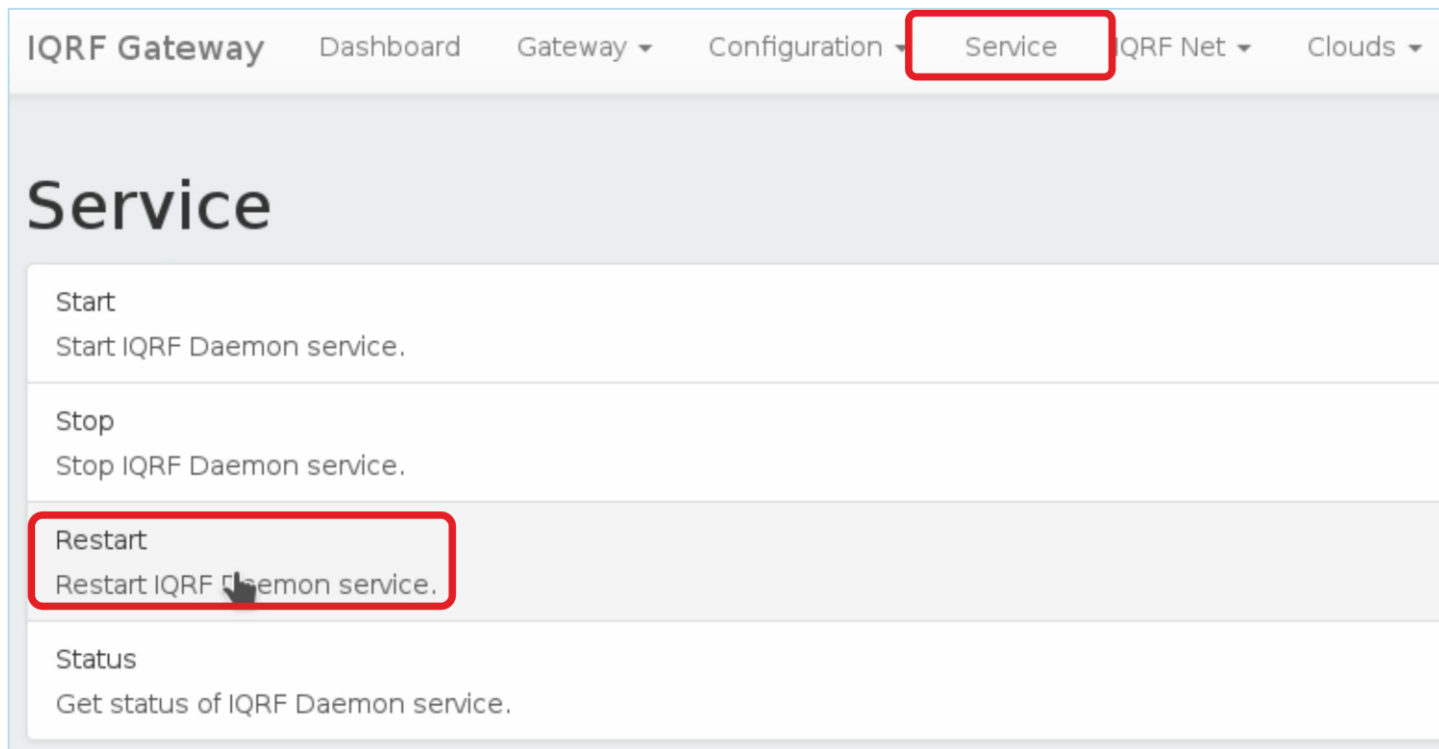 IQRF Gateway Dashboard Gateway Configuration Service IQRF Net Clouds
Service
Start
Start IQRF Daemon service.
Stop
Stop IQRF Daemon service.
Restart
Restart IQRF Daemon service.
Status
Get status of IQRF Daemon service.